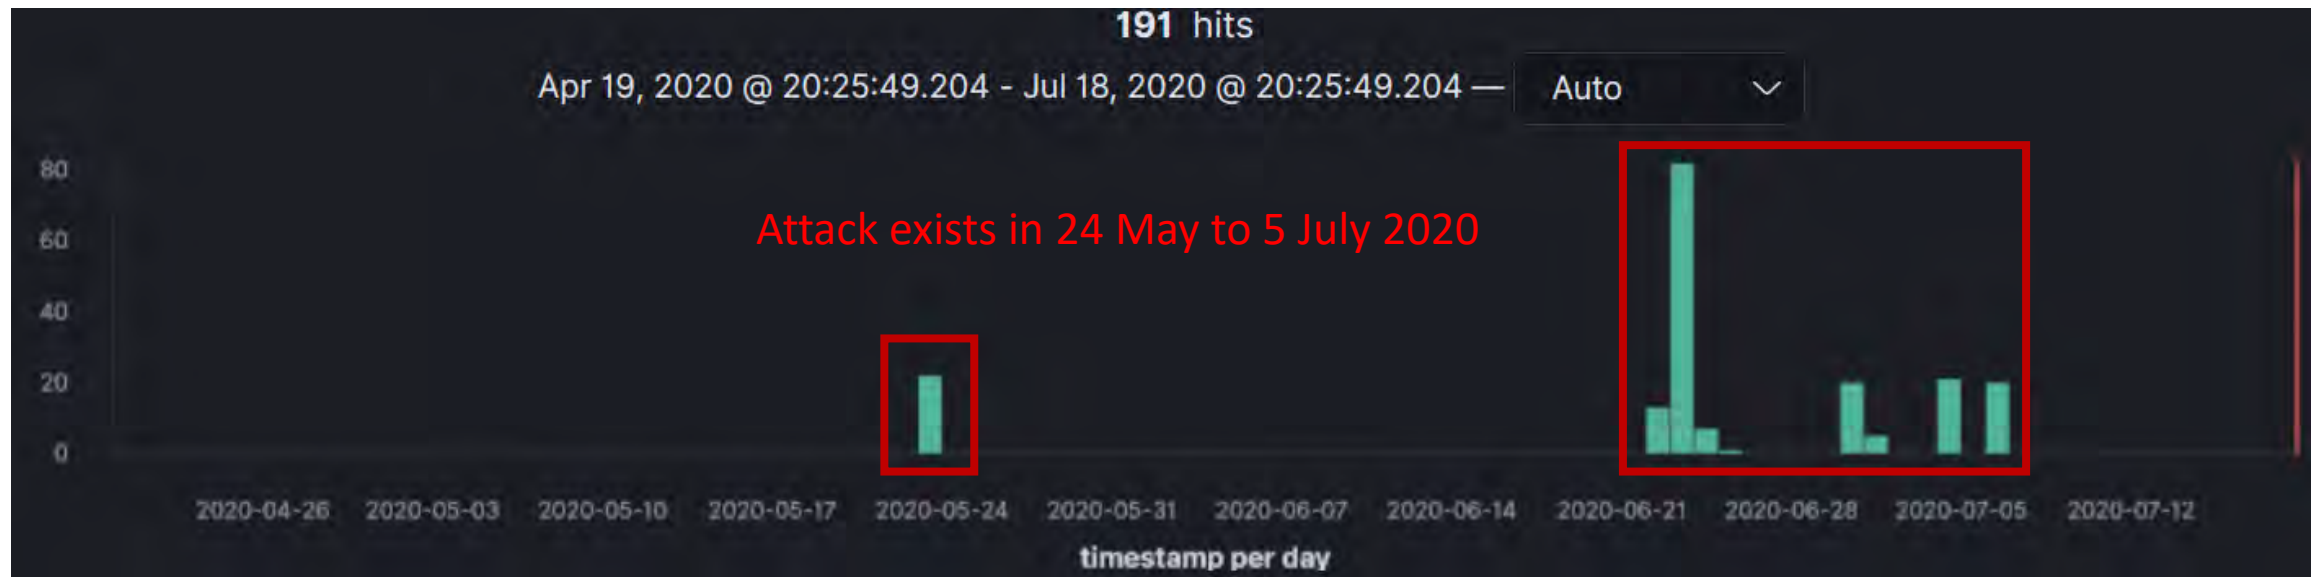 191 hits
Apr 19, 2020 @ 20:25:49.204 - Jul 18, 2020 @ 20:25:49.204 — Auto
80
60
Attack exists in 24 May to 5 July 2020
40
20
0
2020-04-26 2020-05-03 2020-05-10 2020-05-17 2020-05-24 2020-05-31 2020-06-07 2020-06-14 2020-06-21 2020-06-28 2020-07-05 2020-07-12
timestamp per day